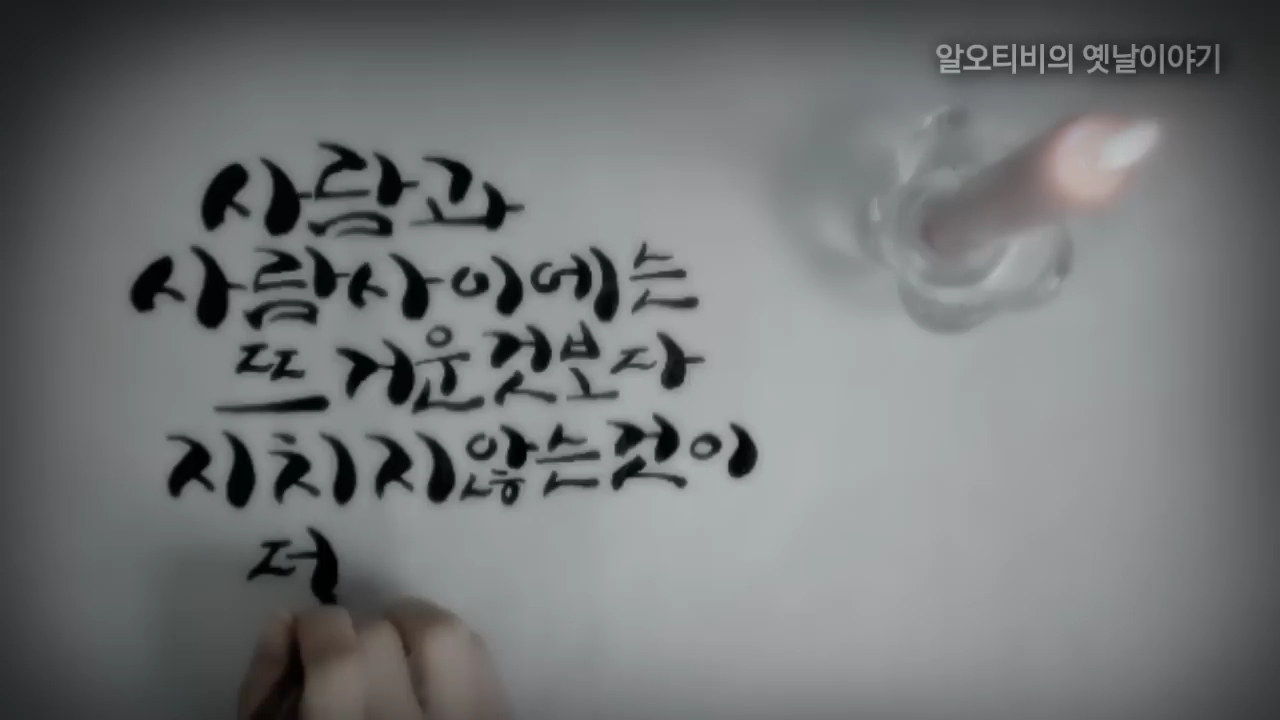 알오티비의 옛날이야기
사람과
사람사이에는
뜨거운것보다
지치지않는것이
더